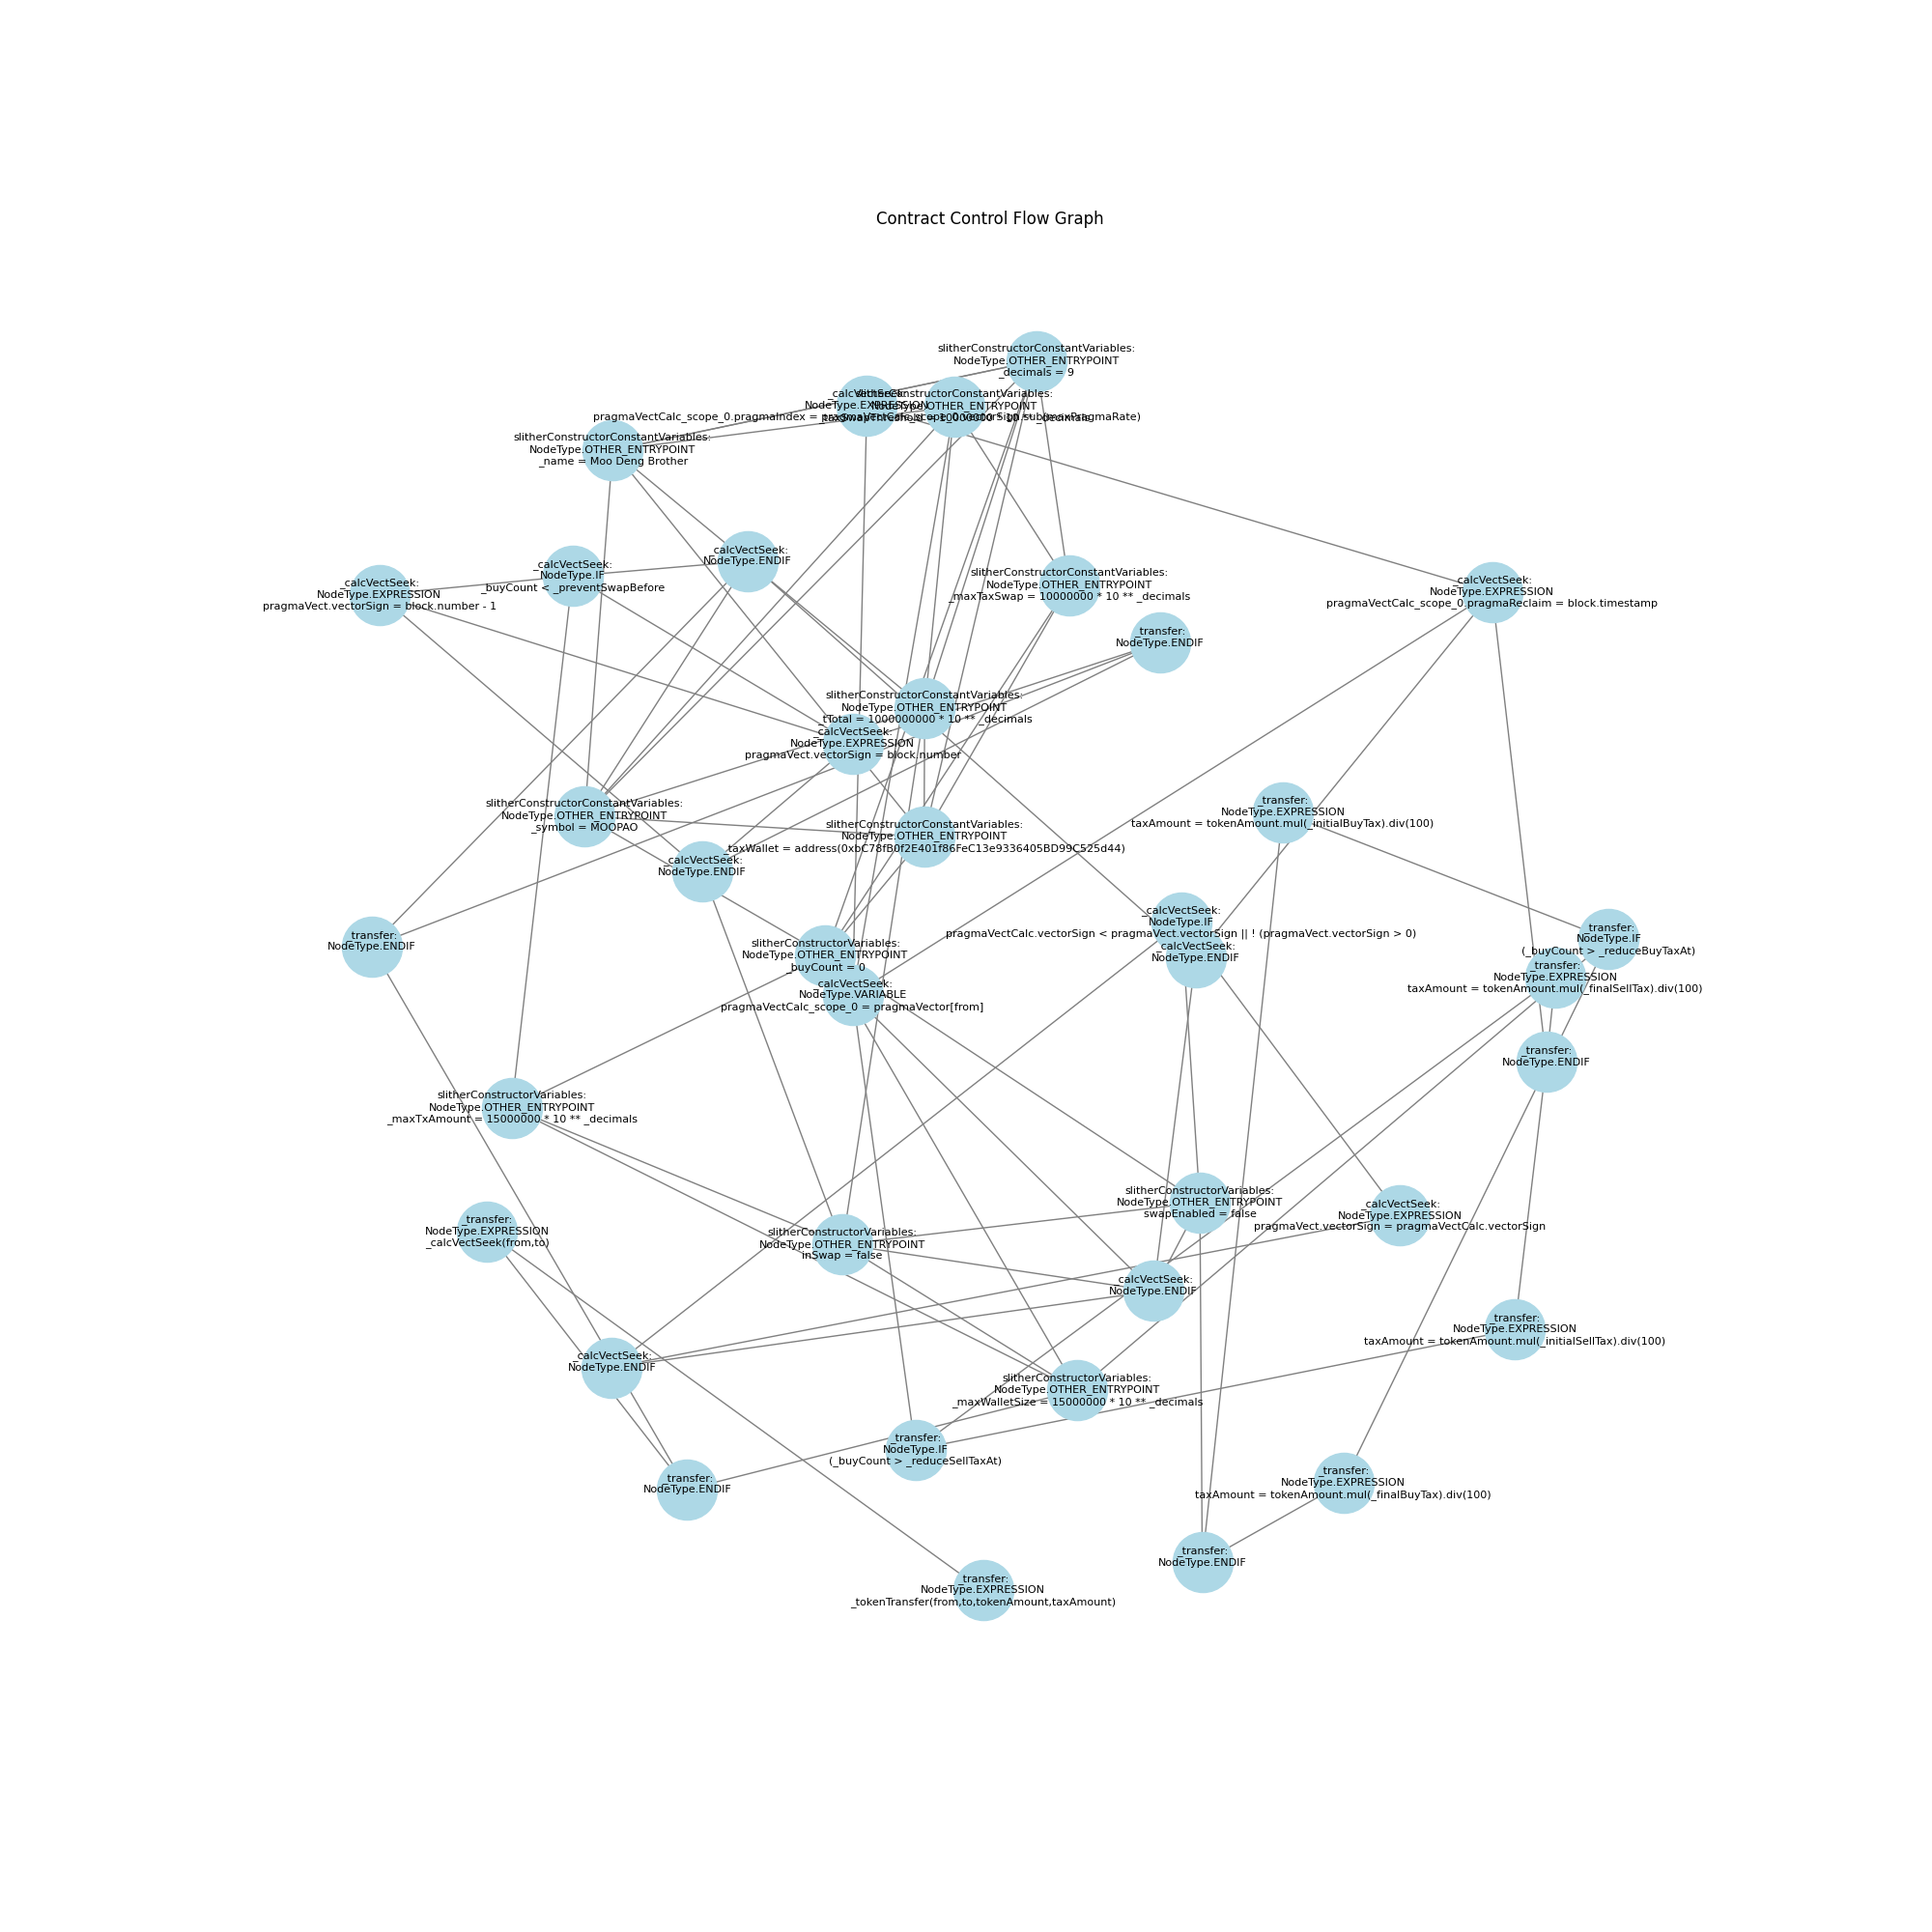 Contract Control Flow Graph
slitherConstructorConstantVariables:
NodeType.OTHER_ENTRYPOINT
_decimals = 9
_calcVectSeek:
NodeType.EXPRESSION
pragmaVectCalc_scope_0.pragmaIndex = pragmaVectCalc_scope_0.vectorSign.sub(maxPragmaRate)
slitherConstructorConstantVariables:
NodeType.OTHER_ENTRYPOINT
_taxSwapThreshold = 10000000 * 10 ** _decimals
slitherConstructorConstantVariables:
NodeType.OTHER_ENTRYPOINT
_name = Moo Deng Brother
_calcVectSeek:
NodeType.ENDIF
_calcVectSeek:
NodeType.IF
_buyCount < _preventSwapBefore
_calcVectSeek:
NodeType.EXPRESSION
pragmaVect.vectorSign = block.number - 1
slitherConstructorConstantVariables:
NodeType.OTHER_ENTRYPOINT
_maxTaxSwap = 10000000 * 10 ** _decimals
_calcVectSeek:
NodeType.EXPRESSION
pragmaVectCalc_scope_0.pragmaReclaim = block.timestamp
_transfer:
NodeType.ENDIF
slitherConstructorConstantVariables:
NodeType.OTHER_ENTRYPOINT
_tTotal = 1000000000 * 10 ** _decimals
_calcVectSeek:
NodeType.EXPRESSION
pragmaVect.vectorSign = block.number
slitherConstructorConstantVariables:
NodeType.OTHER_ENTRYPOINT
_symbol = MOOPAO
_transfer:
NodeType.EXPRESSION
taxAmount = tokenAmount.mul(_initialBuyTax).div(100)
slitherConstructorConstantVariables:
NodeType.OTHER_ENTRYPOINT
_taxWallet = address(0xbC78fB0f2E401f86FeC13e9336405BD99C525d44)
_calcVectSeek:
NodeType.ENDIF
_calcVectSeek:
NodeType.IF
pragmaVectCalc.vectorSign < pragmaVect.vectorSign || ! (pragmaVect.vectorSign > 0)
_calcVectSeek:
NodeType.ENDIF
_transfer:
NodeType.IF
(_buyCount > _reduceBuyTaxAt)
_transfer:
NodeType.ENDIF
slitherConstructorVariables:
NodeType.OTHER_ENTRYPOINT
_buyCount = 0
_transfer:
NodeType.EXPRESSION
taxAmount = tokenAmount.mul(_finalSellTax).div(100)
_calcVectSeek:
NodeType.VARIABLE
pragmaVectCalc_scope_0 = pragmaVector[from]
_transfer:
NodeType.ENDIF
slitherConstructorVariables:
NodeType.OTHER_ENTRYPOINT
_maxTxAmount = 15000000 * 10 ** _decimals
slitherConstructorVariables:
NodeType.OTHER_ENTRYPOINT
swapEnabled = false
_calcVectSeek:
NodeType.EXPRESSION
pragmaVect.vectorSign = pragmaVectCalc.vectorSign
_transfer:
NodeType.EXPRESSION
_calcVectSeek(from,to)
slitherConstructorVariables:
NodeType.OTHER_ENTRYPOINT
inSwap = false
_calcVectSeek:
NodeType.ENDIF
_transfer:
NodeType.EXPRESSION
taxAmount = tokenAmount.mul(_initialSellTax).div(100)
_calcVectSeek:
NodeType.ENDIF
slitherConstructorVariables:
NodeType.OTHER_ENTRYPOINT
_maxWalletSize = 15000000 * 10 ** _decimals
_transfer:
NodeType.IF
(_buyCount > _reduceSellTaxAt)
_transfer:
NodeType.ENDIF
_transfer:
NodeType.EXPRESSION
taxAmount = tokenAmount.mul(_finalBuyTax).div(100)
_transfer:
NodeType.ENDIF
_transfer:
NodeType.EXPRESSION
_tokenTransfer(from,to,tokenAmount,taxAmount)